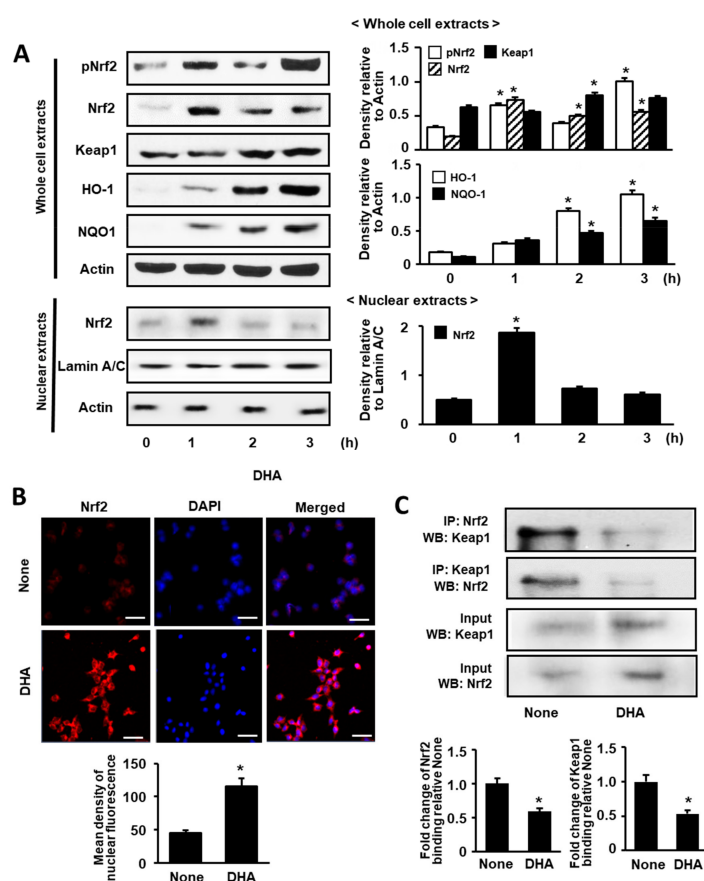 A
Whole cell extracts
pNrf2
Nrf2
Keap1
HO-1
NQO1
Actin
Nuclear extracts
Nrf2
Lamin A/C
Actin
0 1 2 3 (h)
DHA
< Whole cell extracts >
Density relative
to Actin
1.0
0.5
0
pNrf2 Keap1
Nrf2
* * * * * *
Density relative
to Actin
1.0
0.5
0
HO-1
NQO-1
* * * *
0 1 2 3 (h)
< Nuclear extracts >
Density relative
to Lamin A/C
2
1
0
Nrf2
*
0 1 2 3 (h)
B
Nrf2 DAPI Merged
None
DHA
Mean density of
nuclear fluorescence
150
100
50
0
*
None DHA
C
IP: Nrf2
WB: Keap1
IP: Keap1
WB: Nrf2
Input
WB: Keap1
Input
WB: Nrf2
None DHA
Fold change of Nrf2
binding relative None
1.5
1.0
0.5
0
*
None DHA
Fold change of Keap1
binding relative None
1.5
1.0
0.5
0
*
None DHA